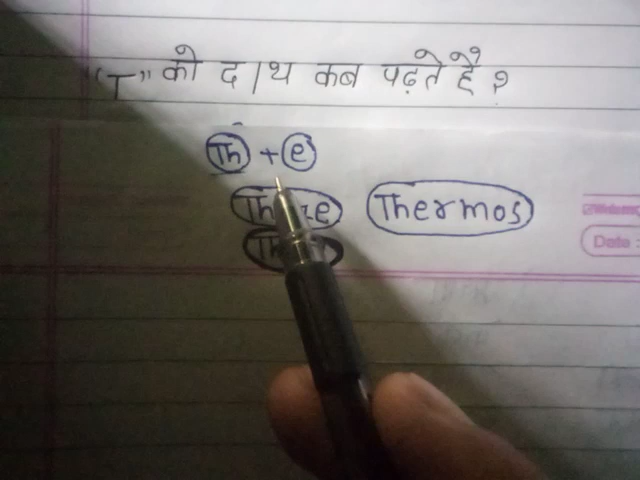 "T" को द/थ कब पढ़ते है?
Th + e
Thermos
Date: